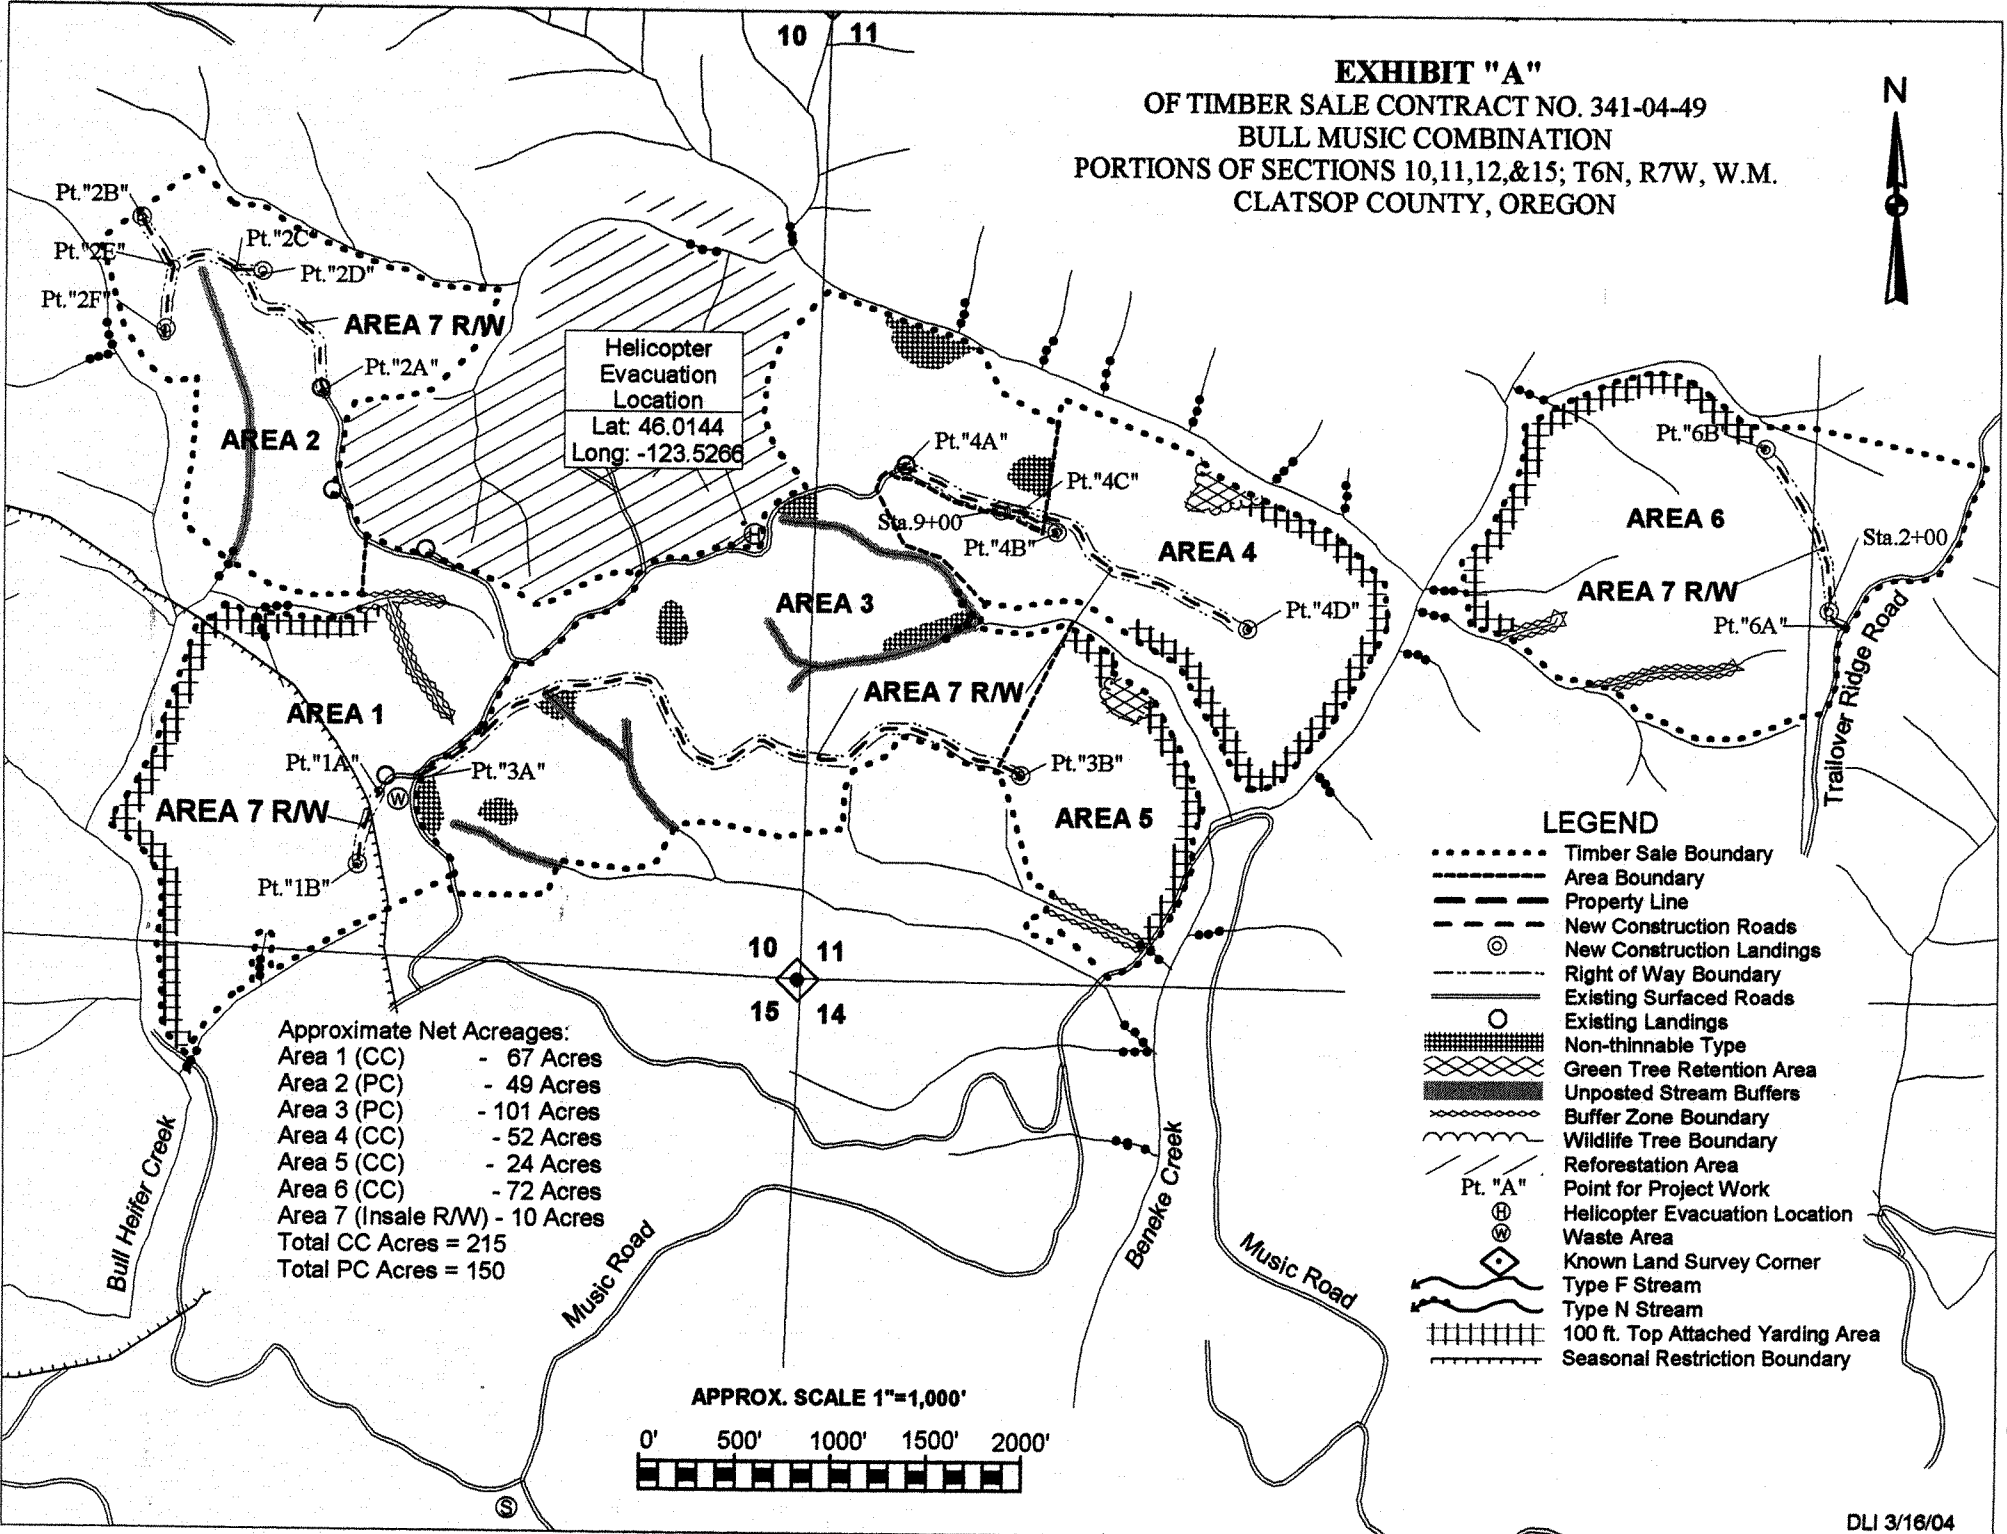 10 11
EXHIBIT "A"
OF TIMBER SALE CONTRACT NO. 341-04-49
BULL MUSIC COMBINATION
PORTIONS OF SECTIONS 10,11,12,&15; T6N, R7W, W.M.
CLATSOP COUNTY, OREGON
N
Pt."2B"
Pt."2E"
Pt."2C"
Pt."2D"
Pt."2F"
AREA 7 R/W
Pt."2A"
AREA 2
Helicopter
Evacuation
Location
Lat: 46.0144
Long: -123.5266
H
Pt."4A"
Pt."4C"
Sta.9+00
Pt."4B"
AREA 4
Pt."4D"
Pt."6B"
AREA 6
Sta.2+00
AREA 7 R/W
Pt."6A"
Trailover Ridge Road
AREA 3
AREA 7 R/W
AREA 1
Pt."1A"
W
Pt."3A"
Pt."3B"
AREA 7 R/W
Pt."1B"
AREA 5
10 11
15 14
Approximate Net Acreages:
Area 1 (CC) - 67 Acres
Area 2 (PC) - 49 Acres
Area 3 (PC) - 101 Acres
Area 4 (CC) - 52 Acres
Area 5 (CC) - 24 Acres
Area 6 (CC) - 72 Acres
Area 7 (Insale R/W) - 10 Acres
Total CC Acres = 215
Total PC Acres = 150
Bull Heifer Creek
Music Road
Beneke Creek
Music Road
LEGEND
Timber Sale Boundary
Area Boundary
Property Line
New Construction Roads
New Construction Landings
Right of Way Boundary
Existing Surfaced Roads
Existing Landings
Non-thinnable Type
Green Tree Retention Area
Unposted Stream Buffers
Buffer Zone Boundary
Wildlife Tree Boundary
Reforestation Area
Pt. "A" Point for Project Work
H Helicopter Evacuation Location
W Waste Area
Known Land Survey Corner
Type F Stream
Type N Stream
100 ft. Top Attached Yarding Area
Seasonal Restriction Boundary
APPROX. SCALE 1"=1,000'
0' 500' 1000' 1500' 2000'
S
DLI 3/16/04